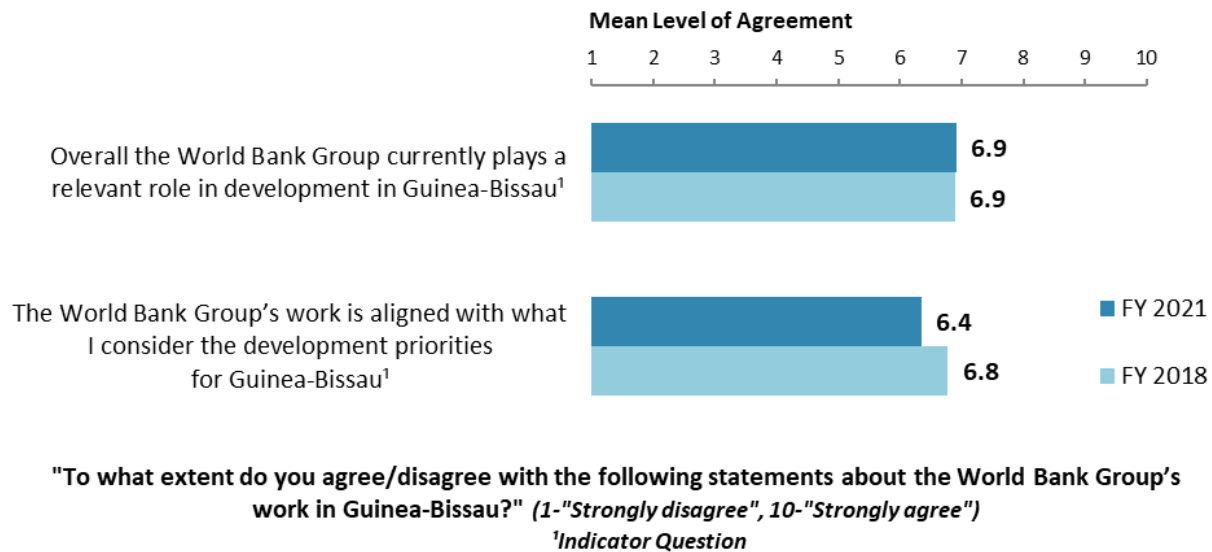 Mean Level of Agreement
1 2 3 4 5 6 7 8 9 10
Overall the World Bank Group currently plays a
relevant role in development in Guinea-Bissau¹
6.9
6.9
The World Bank Group’s work is aligned with what
I consider the development priorities
for Guinea-Bissau¹
6.4
6.8
FY 2021
FY 2018
"To what extent do you agree/disagree with the following statements about the World Bank Group’s
work in Guinea-Bissau?" (1-"Strongly disagree", 10-"Strongly agree")
¹Indicator Question